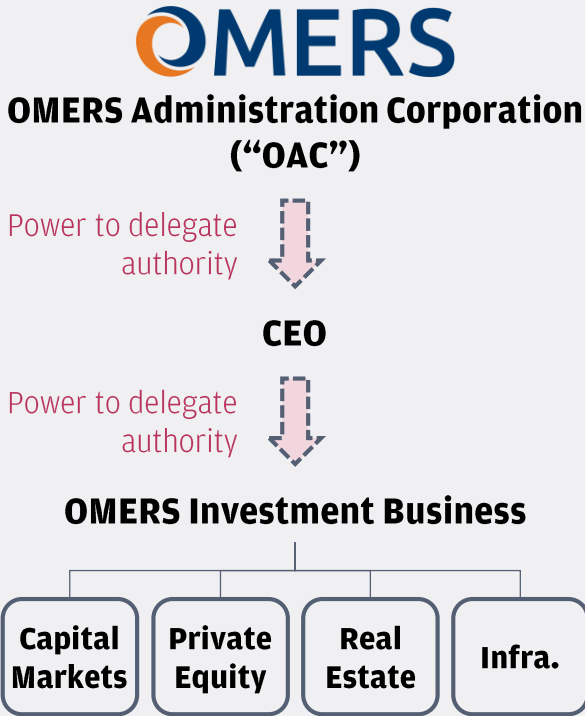 OMERS
OMERS Administration Corporation
(“OAC”)
Power to delegate
authority
CEO
Power to delegate
authority
OMERS Investment Business
Capital
Markets
Private
Equity
Real
Estate
Infra.